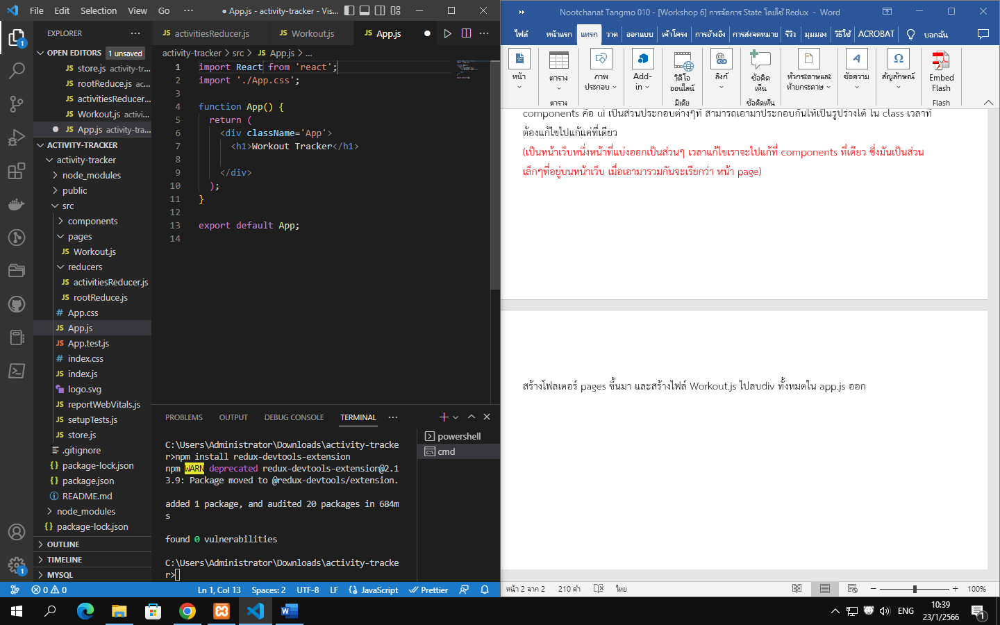 File Edit Selection View Go ··· ● App.js - activity-tracker - Vis...
EXPLORER ···
OPEN EDITORS 1 unsaved
JS store.js activity-tr...
JS rootReduce.js ac...
JS activitiesReducer...
JS Workout.js activi...
● JS App.js activity-tra...
ACTIVITY-TRACKER
activity-tracker
node_modules
public
src
components
pages
JS Workout.js
reducers
JS activitiesReducer.js
JS rootReduce.js
# App.css
JS App.js
JS App.test.js
# index.css
JS index.js
logo.svg
JS reportWebVitals.js
JS setupTests.js
JS store.js
.gitignore
{} package-lock.json
{} package.json
README.md
node_modules
{} package-lock.json
OUTLINE
TIMELINE
MYSQL
1
1
JS activitiesReducer.js JS Workout.js JS App.js ● ···
activity-tracker > src > JS App.js > ...
1 import React from 'react';
2 import './App.css';
3
4 function App() {
5 return (
6 <div className='App'>
7 <h1>Workout Tracker</h1>
8
9 </div>
10 );
11 }
12
13 export default App;
14
PROBLEMS OUTPUT DEBUG CONSOLE TERMINAL ···
powershell
cmd
C:\Users\Administrator\Downloads\activity-tracke
r>npm install redux-devtools-extension
npm WARN deprecated redux-devtools-extension@2.1
3.9: Package moved to @redux-devtools/extension.
added 1 package, and audited 20 packages in 684m
s
found 0 vulnerabilities
C:\Users\Administrator\Downloads\activity-tracke
r>
0 0 Ln 1, Col 13 Spaces: 2 UTF-8 LF {} JavaScript Prettier
Nootchanat Tangmo 010 - [Workshop 6] การจัดการ State โดยใช้ Redux - Word
ไฟล์ หน้าแรก แทรก วาด ออกแบบ เค้าโครง การอ้างอิง การส่งจดหมาย รีวิว มุมมอง วิธีใช้ ACROBAT บอกฉัน
หน้า ตาราง ภาพประกอบ Add-in วิดีโอออนไลน์ ลิงก์ ข้อคิดเห็น หัวกระดาษและท้ายกระดาษ ข้อความ สัญลักษณ์ Embed Flash
ตาราง มีเดีย ข้อคิดเห็น Flash
components คือ ui เป็นส่วนประกอบต่างๆที่ สามารถเอามาประกอบกันให้เป็นรูปร่างได้ ใน class เวลาที่
ต้องแก้ไขไปแก้แค่ที่เดียว
(เป็นหน้าเว็บหนึ่งหน้าที่แบ่งออกเป็นส่วนๆ เวลาแก้ไขเราจะไปแก้ที่ components ที่เดียว ซึ่งมันเป็นส่วน
เล็กๆที่อยู่บนหน้าเว็บ เมื่อเอามารวมกันจะเรียกว่า หน้า page)
สร้างโฟลเดอร์ pages ขึ้นมา และสร้างไฟล์ Workout.js ไปลบdiv ทั้งหมดใน app.js ออก
หน้า 2 จาก 2 210 คำ ไทย 100%
ENG 10:39
23/1/2566
1